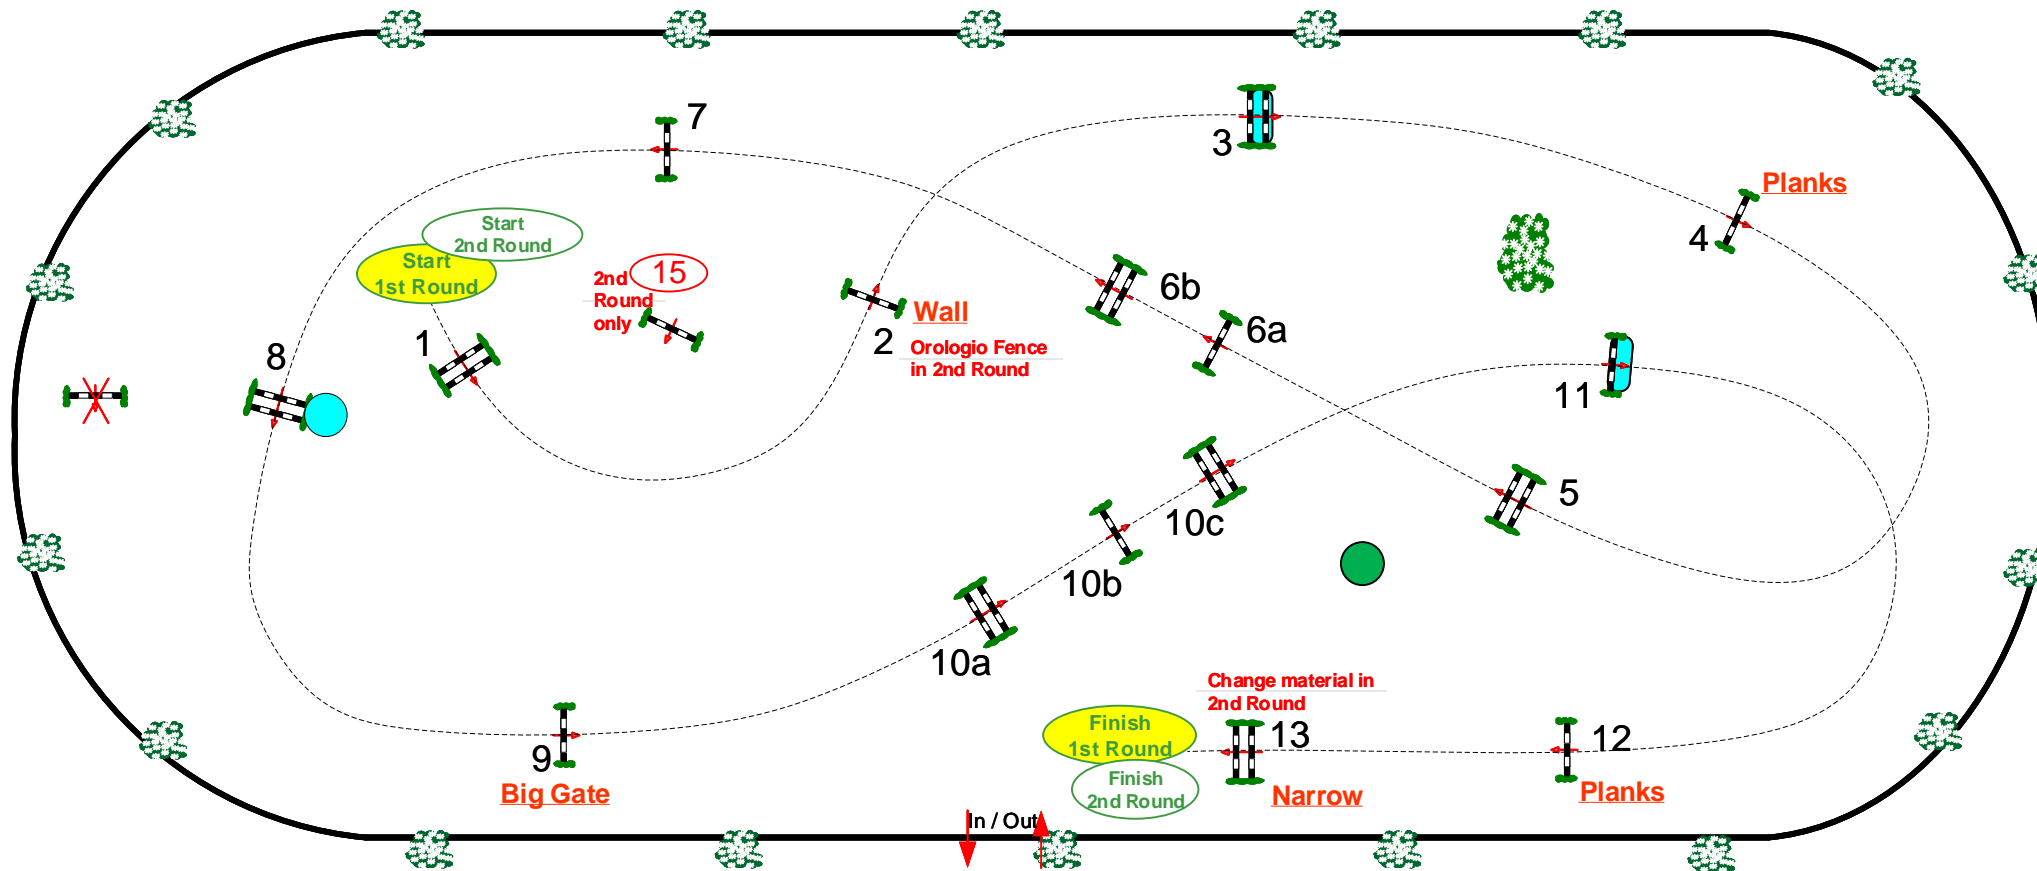 7
3
Planks
4
Start
2nd Round
Start
1st Round
15
2nd
Round
only
6b
6a
Wall
2
Orologio Fence
in 2nd Round
1
8
11
5
10c
10b
10a
Change material in
2nd Round
Finish
1st Round
13
12
9
Finish
2nd Round
Big Gate
Narrow
Planks
In / Out